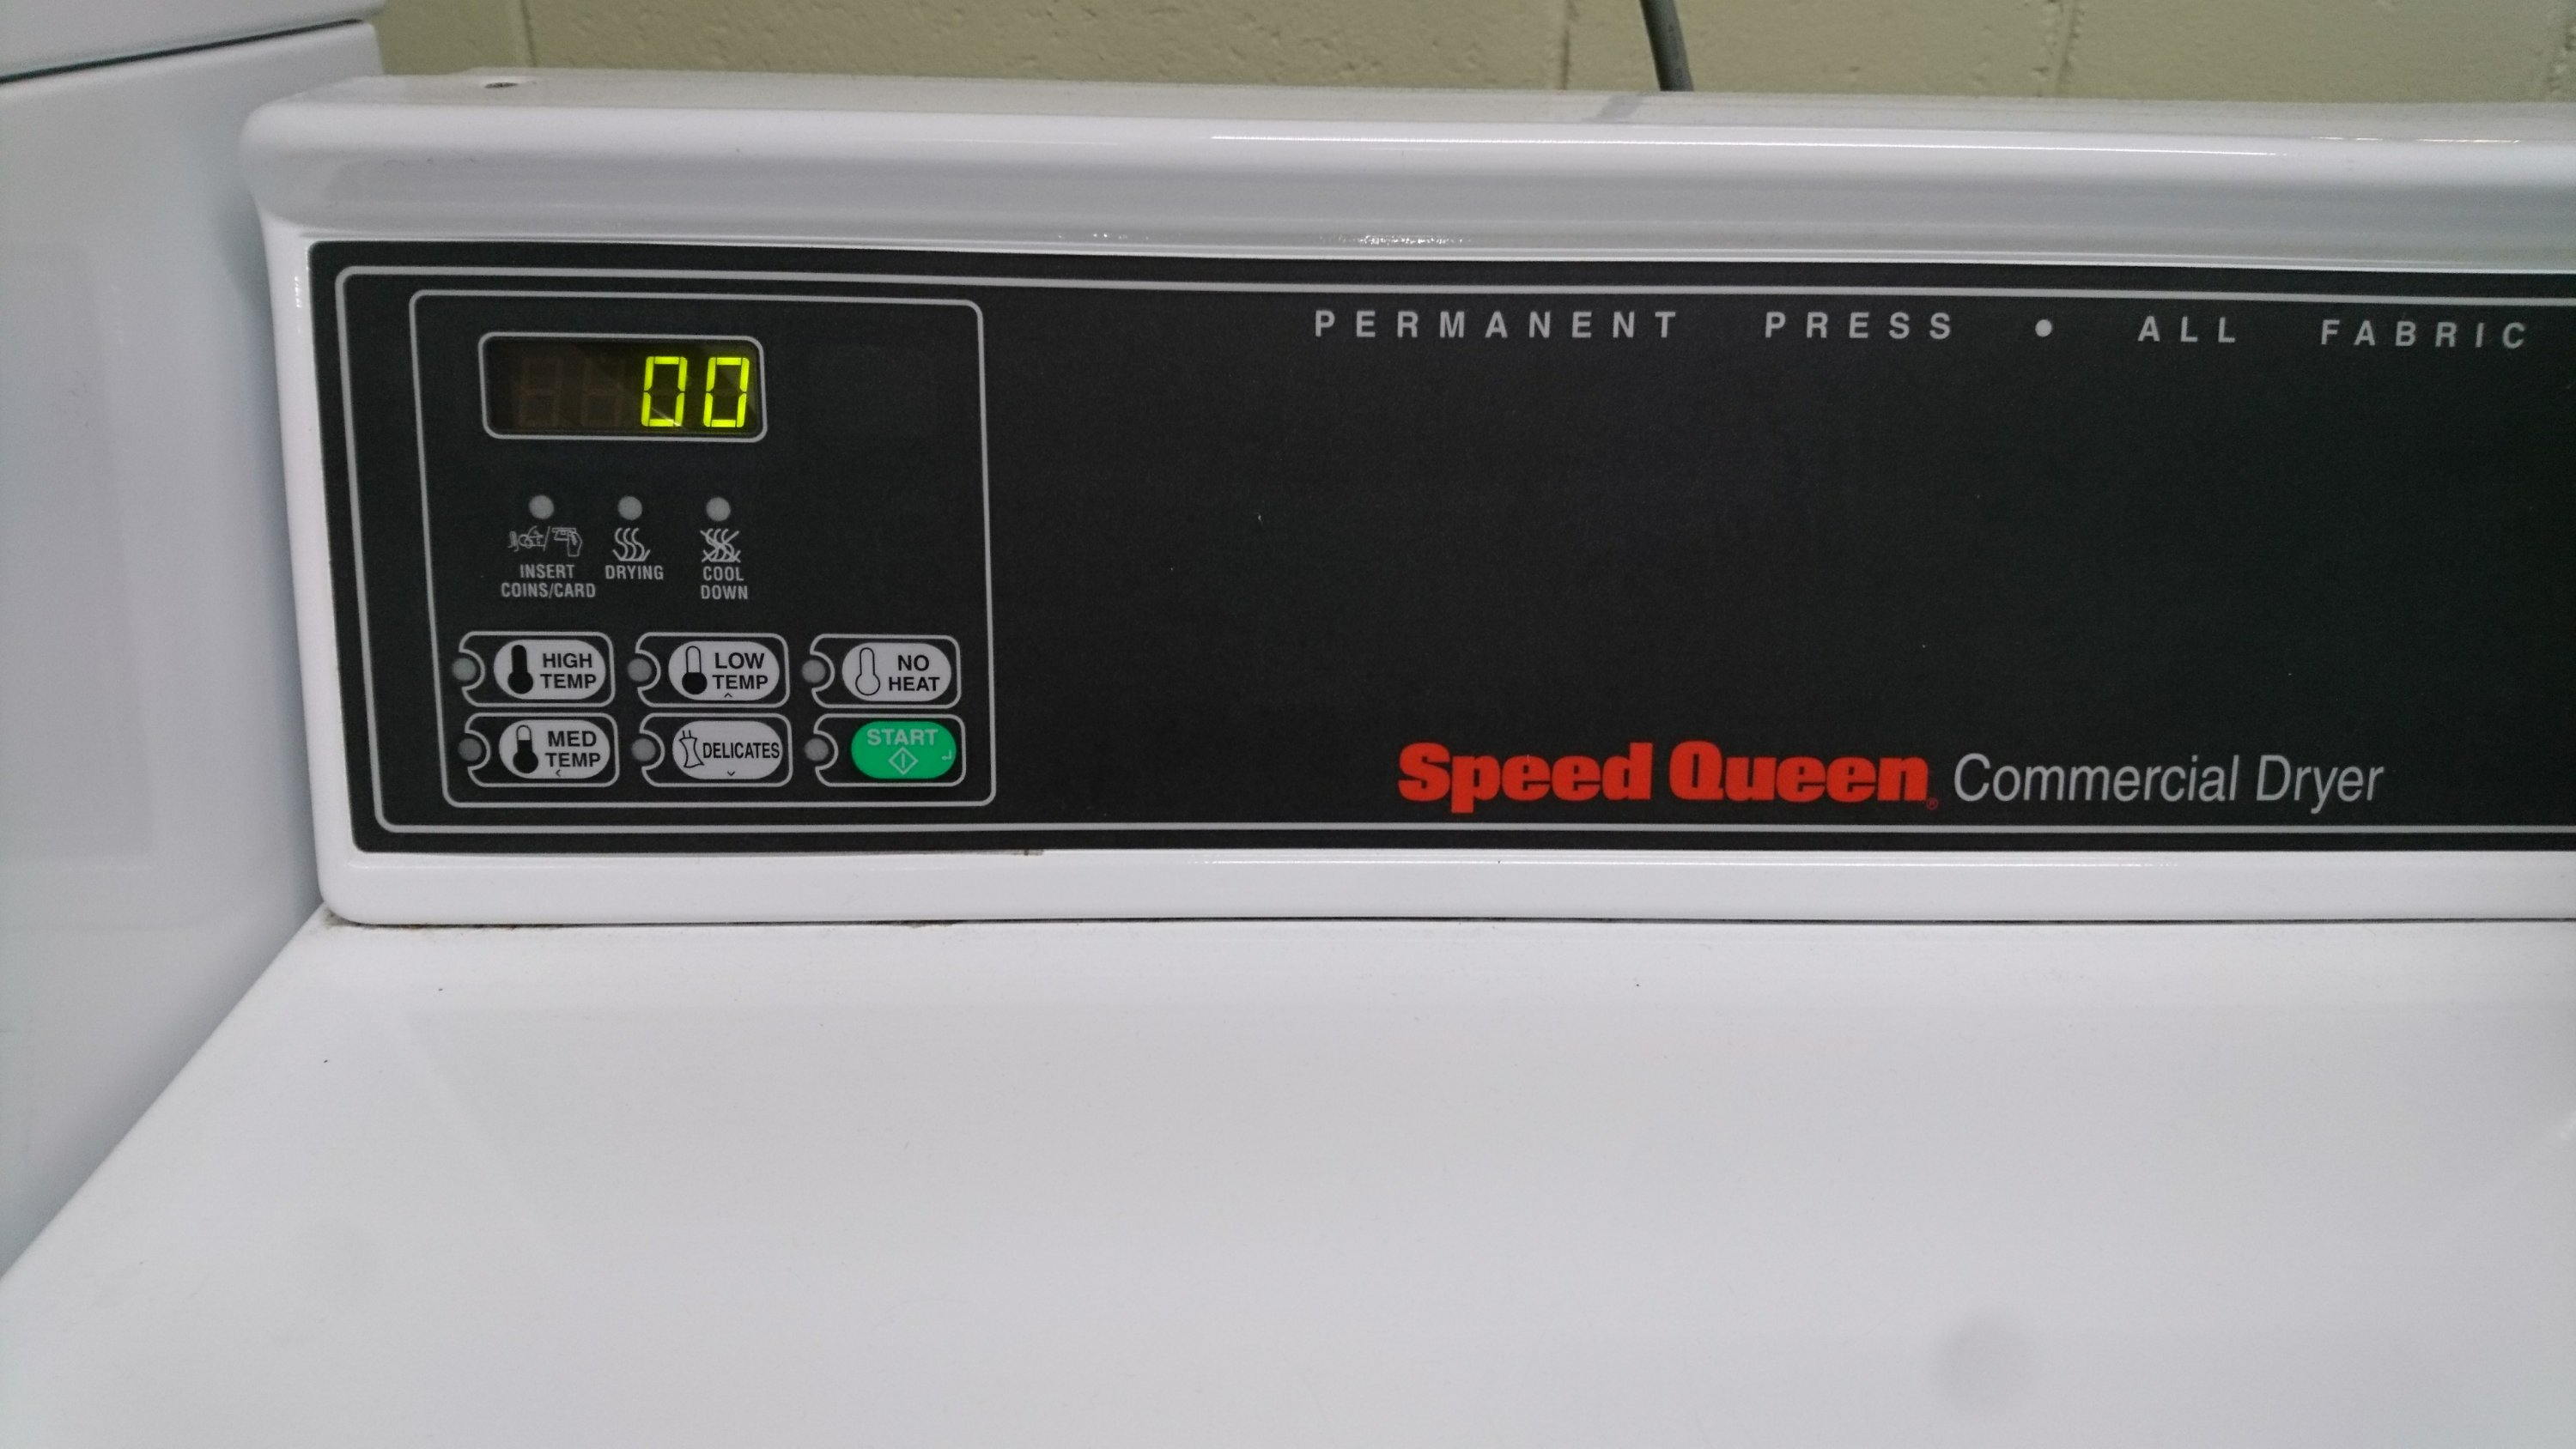 PERMANENT PRESS • ALL FABRIC
00
INSERT
COINS/CARD
DRYING
COOL
DOWN
HIGH
TEMP
LOW
TEMP
NO
HEAT
MED
TEMP
DELICATES
START
Speed Queen® Commercial Dryer